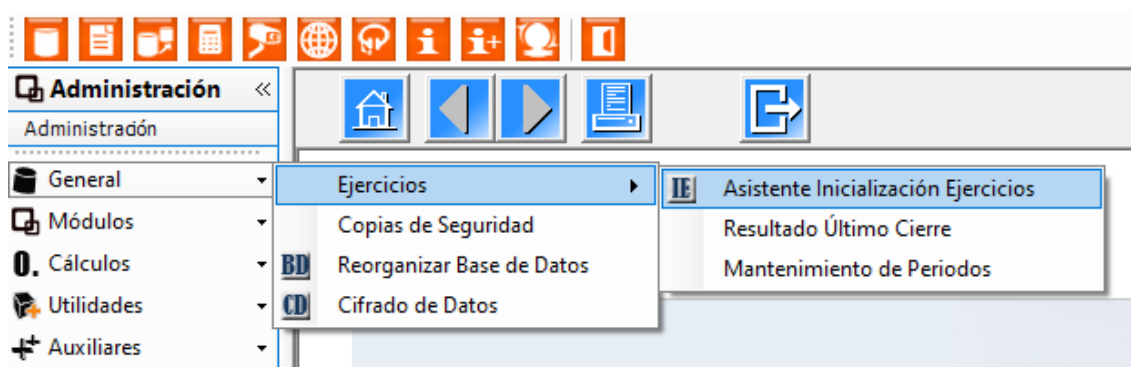 Administración «
Administración
General
Módulos
Cálculos
Utilidades
Auxiliares
Ejercicios
Copias de Seguridad
BD Reorganizar Base de Datos
CD Cifrado de Datos
IE Asistente Inicialización Ejercicios
Resultado Último Cierre
Mantenimiento de Periodos